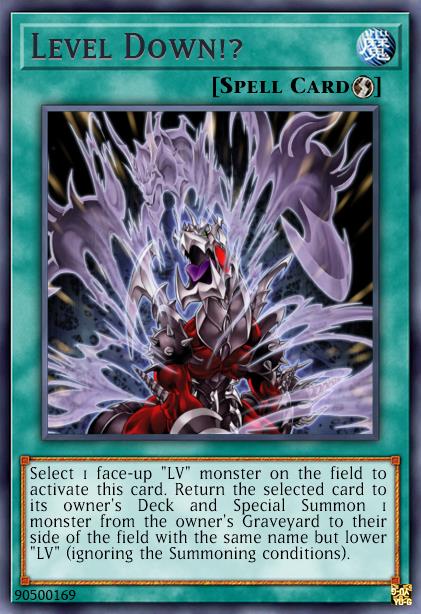 LEVEL DOWN!?
魔
[SPELL CARD]
Select 1 face-up "LV" monster on the field to
activate this card. Return the selected card to
its owner's Deck and Special Summon 1
monster from the owner's Graveyard to their
side of the field with the same name but lower
"LV" (ignoring the Summoning conditions).
90500169